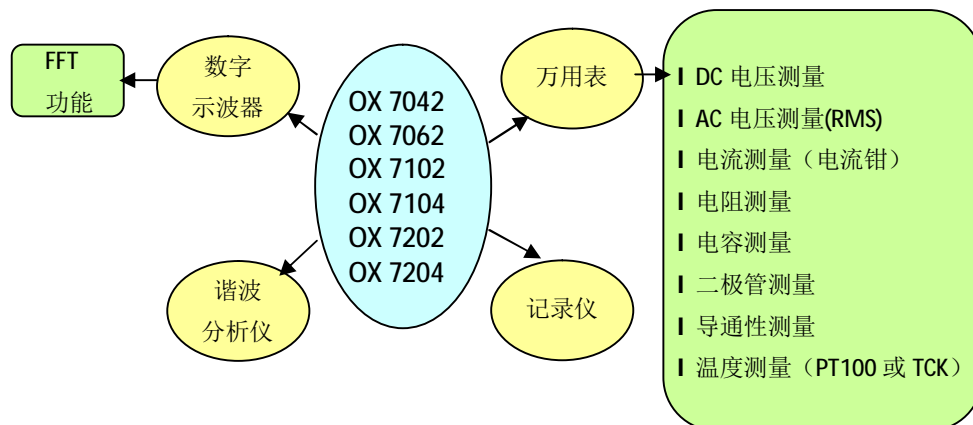 FFT
功能
数字
示波器
OX 7042
OX 7062
OX 7102
OX 7104
OX 7202
OX 7204
谐波
分析仪
万用表
记录仪
l DC 电压测量
l AC 电压测量(RMS)
l 电流测量（电流钳）
l 电阻测量
l 电容测量
l 二极管测量
l 导通性测量
l 温度测量（PT100 或 TCK）